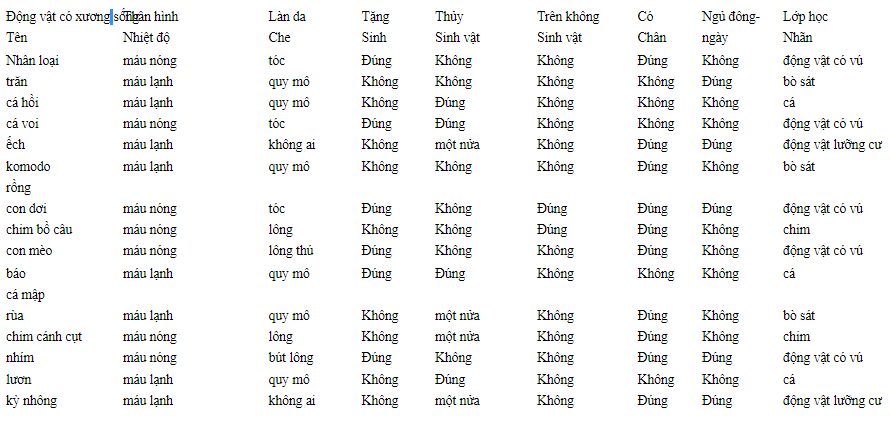 Động vật có xương sống Thân hình Làn da Tặng Thủy Trên không Có Ngủ đông- Lớp học
Tên Nhiệt độ Che Sinh Sinh vật Sinh vật Chân ngày Nhãn
Nhân loại máu nóng tóc Đúng Không Không Đúng Không động vật có vú
trăn máu lạnh quy mô Không Không Không Không Đúng bò sát
cá hồi máu lạnh quy mô Không Đúng Không Không Không cá
cá voi máu nóng tóc Đúng Đúng Không Không Không động vật có vú
ếch máu lạnh không ai Không một nửa Không Đúng Đúng động vật lưỡng cư
komodo máu lạnh quy mô Không Không Không Đúng Không bò sát
rồng
con dơi máu nóng tóc Đúng Không Đúng Đúng Đúng động vật có vú
chim bồ câu máu nóng lông Không Không Đúng Đúng Không chim
con mèo máu nóng lông thú Đúng Không Không Đúng Không động vật có vú
báo máu lạnh quy mô Đúng Đúng Không Không Không cá
cá mập
rùa máu lạnh quy mô Không một nửa Không Đúng Không bò sát
chim cánh cụt máu nóng lông Không một nửa Không Đúng Không chim
nhím máu nóng bút lông Đúng Không Không Đúng Đúng động vật có vú
lươn máu lạnh quy mô Không Đúng Không Không Không cá
kỳ nhông máu lạnh không ai Không một nửa Không Đúng Đúng động vật lưỡng cư